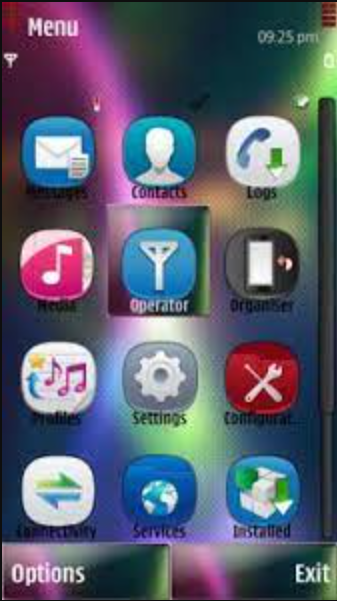 Menu
09:25 pm
Messages Contacts Logs
Media Operator Organiser
Profiles Settings Configurat...
Connectivity Services Installed
Options Exit